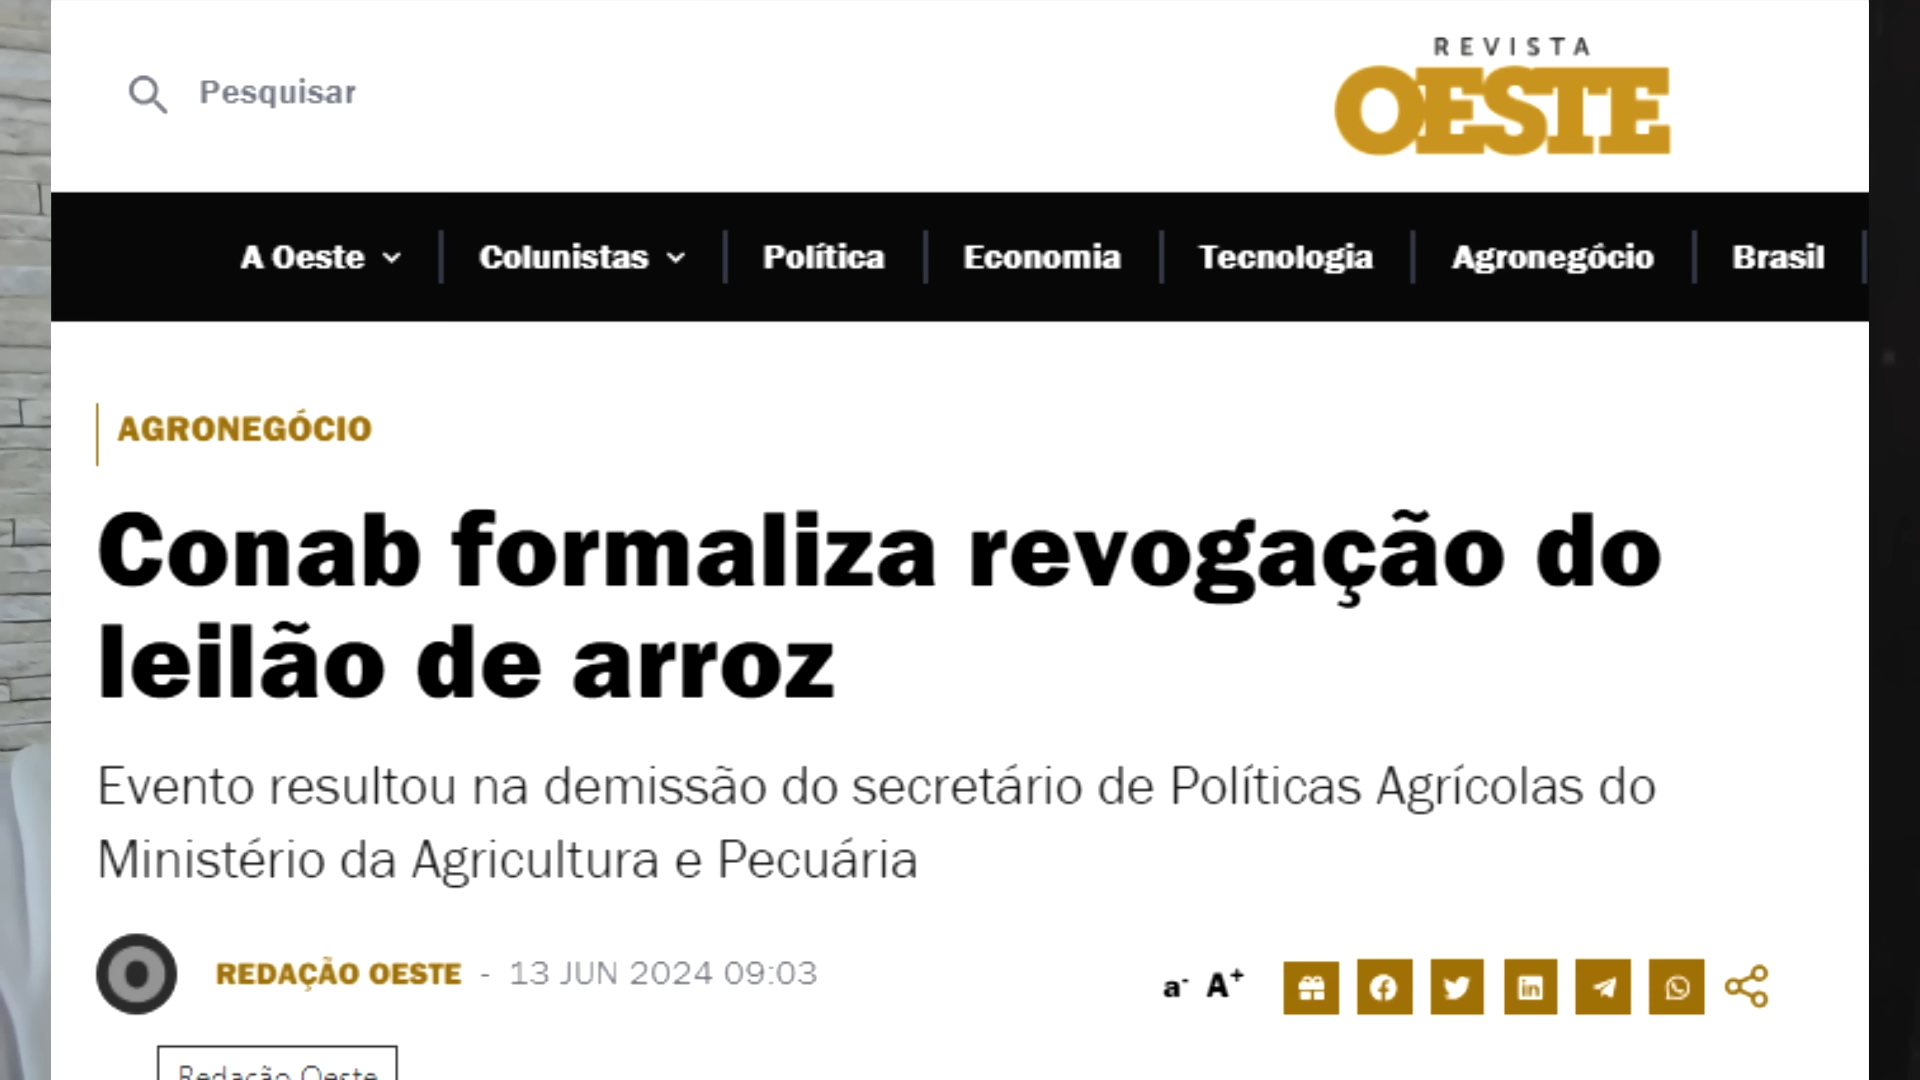 Pesquisar
REVISTA
OESTE
A Oeste
Colunistas
Política
Economia
Tecnologia
Agronegócio
Brasil
AGRONEGÓCIO
Conab formaliza revogação do
leilão de arroz
Evento resultou na demissão do secretário de Políticas Agrícolas do
Ministério da Agricultura e Pecuária
REDAÇÃO OESTE - 13 JUN 2024 09:03
a- A+
Redação Oeste